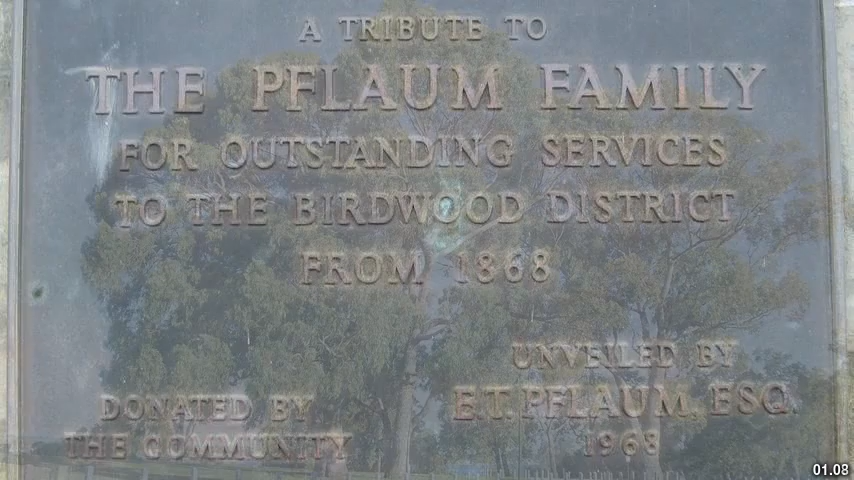 A TRIBUTE TO
THE PFLAUM FAMILY
FOR OUTSTANDING SERVICES
TO THE BIRDWOOD DISTRICT
FROM 1868
DONATED BY
THE COMMUNITY
UNVEILED BY
E.T. PFLAUM, ESQ.
1968
01.08